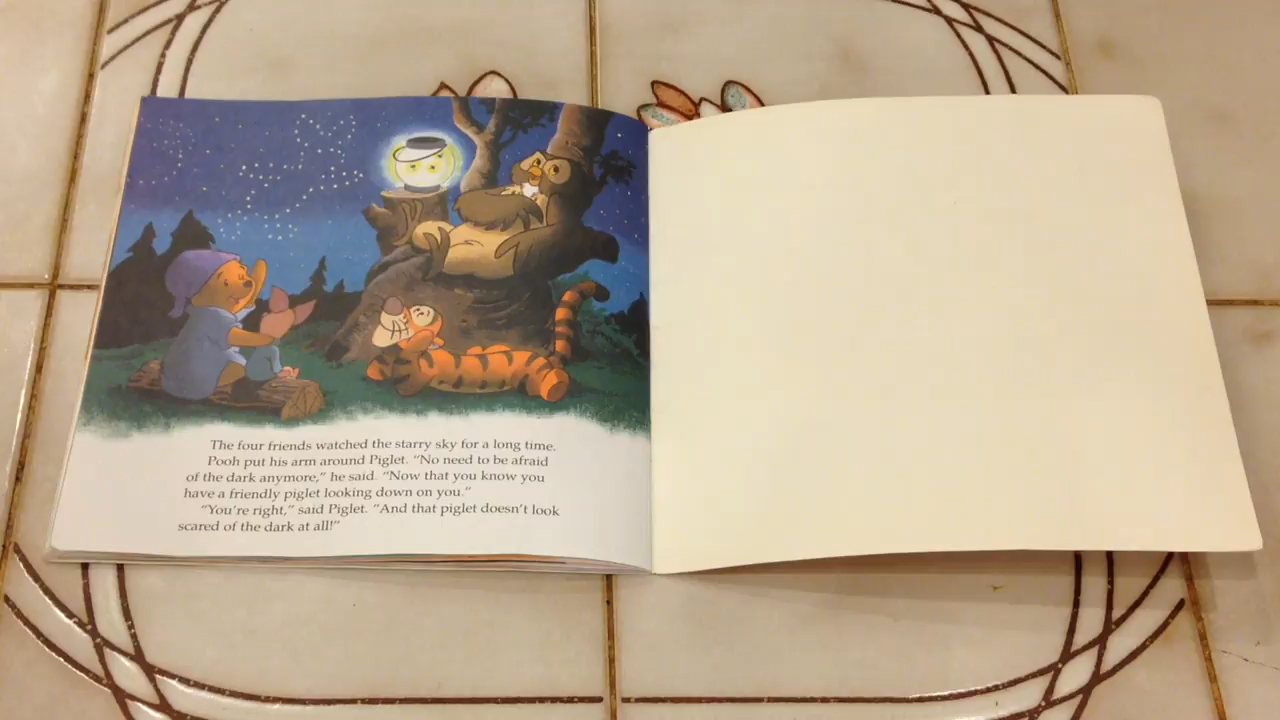 The four friends watched the starry sky for a long time.
Pooh put his arm around Piglet. “No need to be afraid
of the dark anymore,” he said. “Now that you know you
have a friendly piglet looking down on you.”
“You’re right,” said Piglet. “And that piglet doesn’t look
scared of the dark at all!”